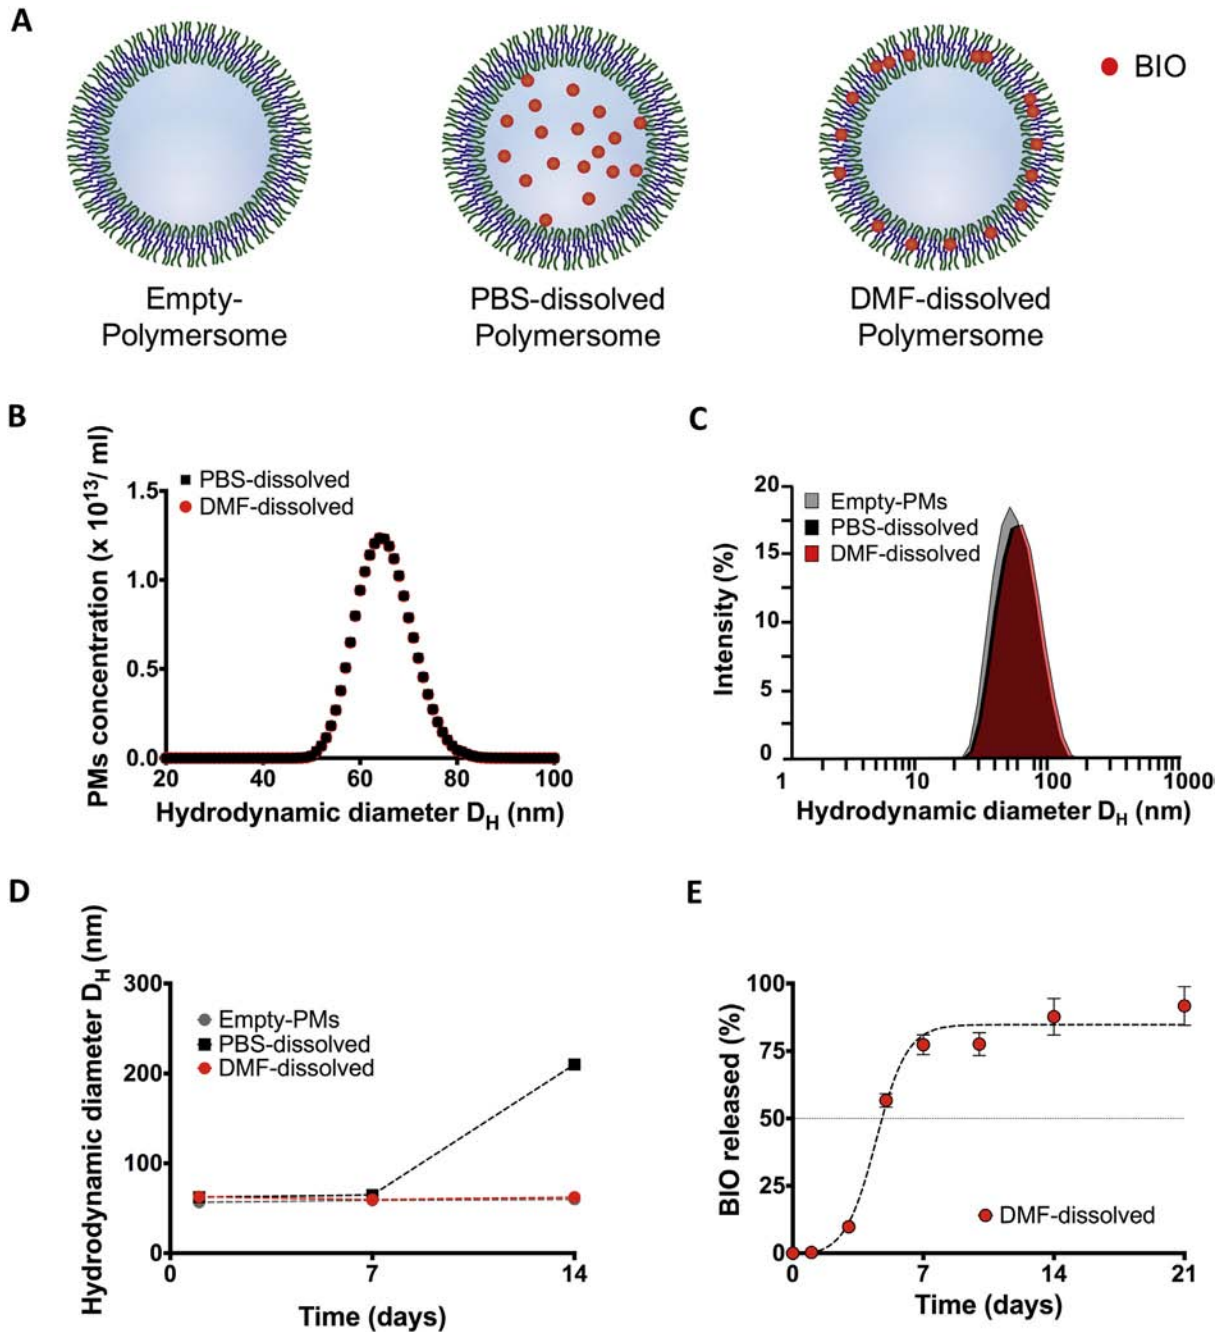 A
BIO
Empty-
Polymersome
PBS-dissolved
Polymersome
DMF-dissolved
Polymersome
B
PMs concentration (x 10¹³/ ml)
PBS-dissolved
DMF-dissolved
1.5
1.0
0.5
0.0
20 40 60 80 100
Hydrodynamic diameter D_H (nm)
C
Intensity (%)
Empty-PMs
PBS-dissolved
DMF-dissolved
20
15
10
5
0
1 10 100 1000
Hydrodynamic diameter D_H (nm)
D
Hydrodynamic diameter D_H (nm)
Empty-PMs
PBS-dissolved
DMF-dissolved
300
200
100
0
0 7 14
Time (days)
E
BIO released (%)
100
75
50
25
0
DMF-dissolved
0 7 14 21
Time (days)